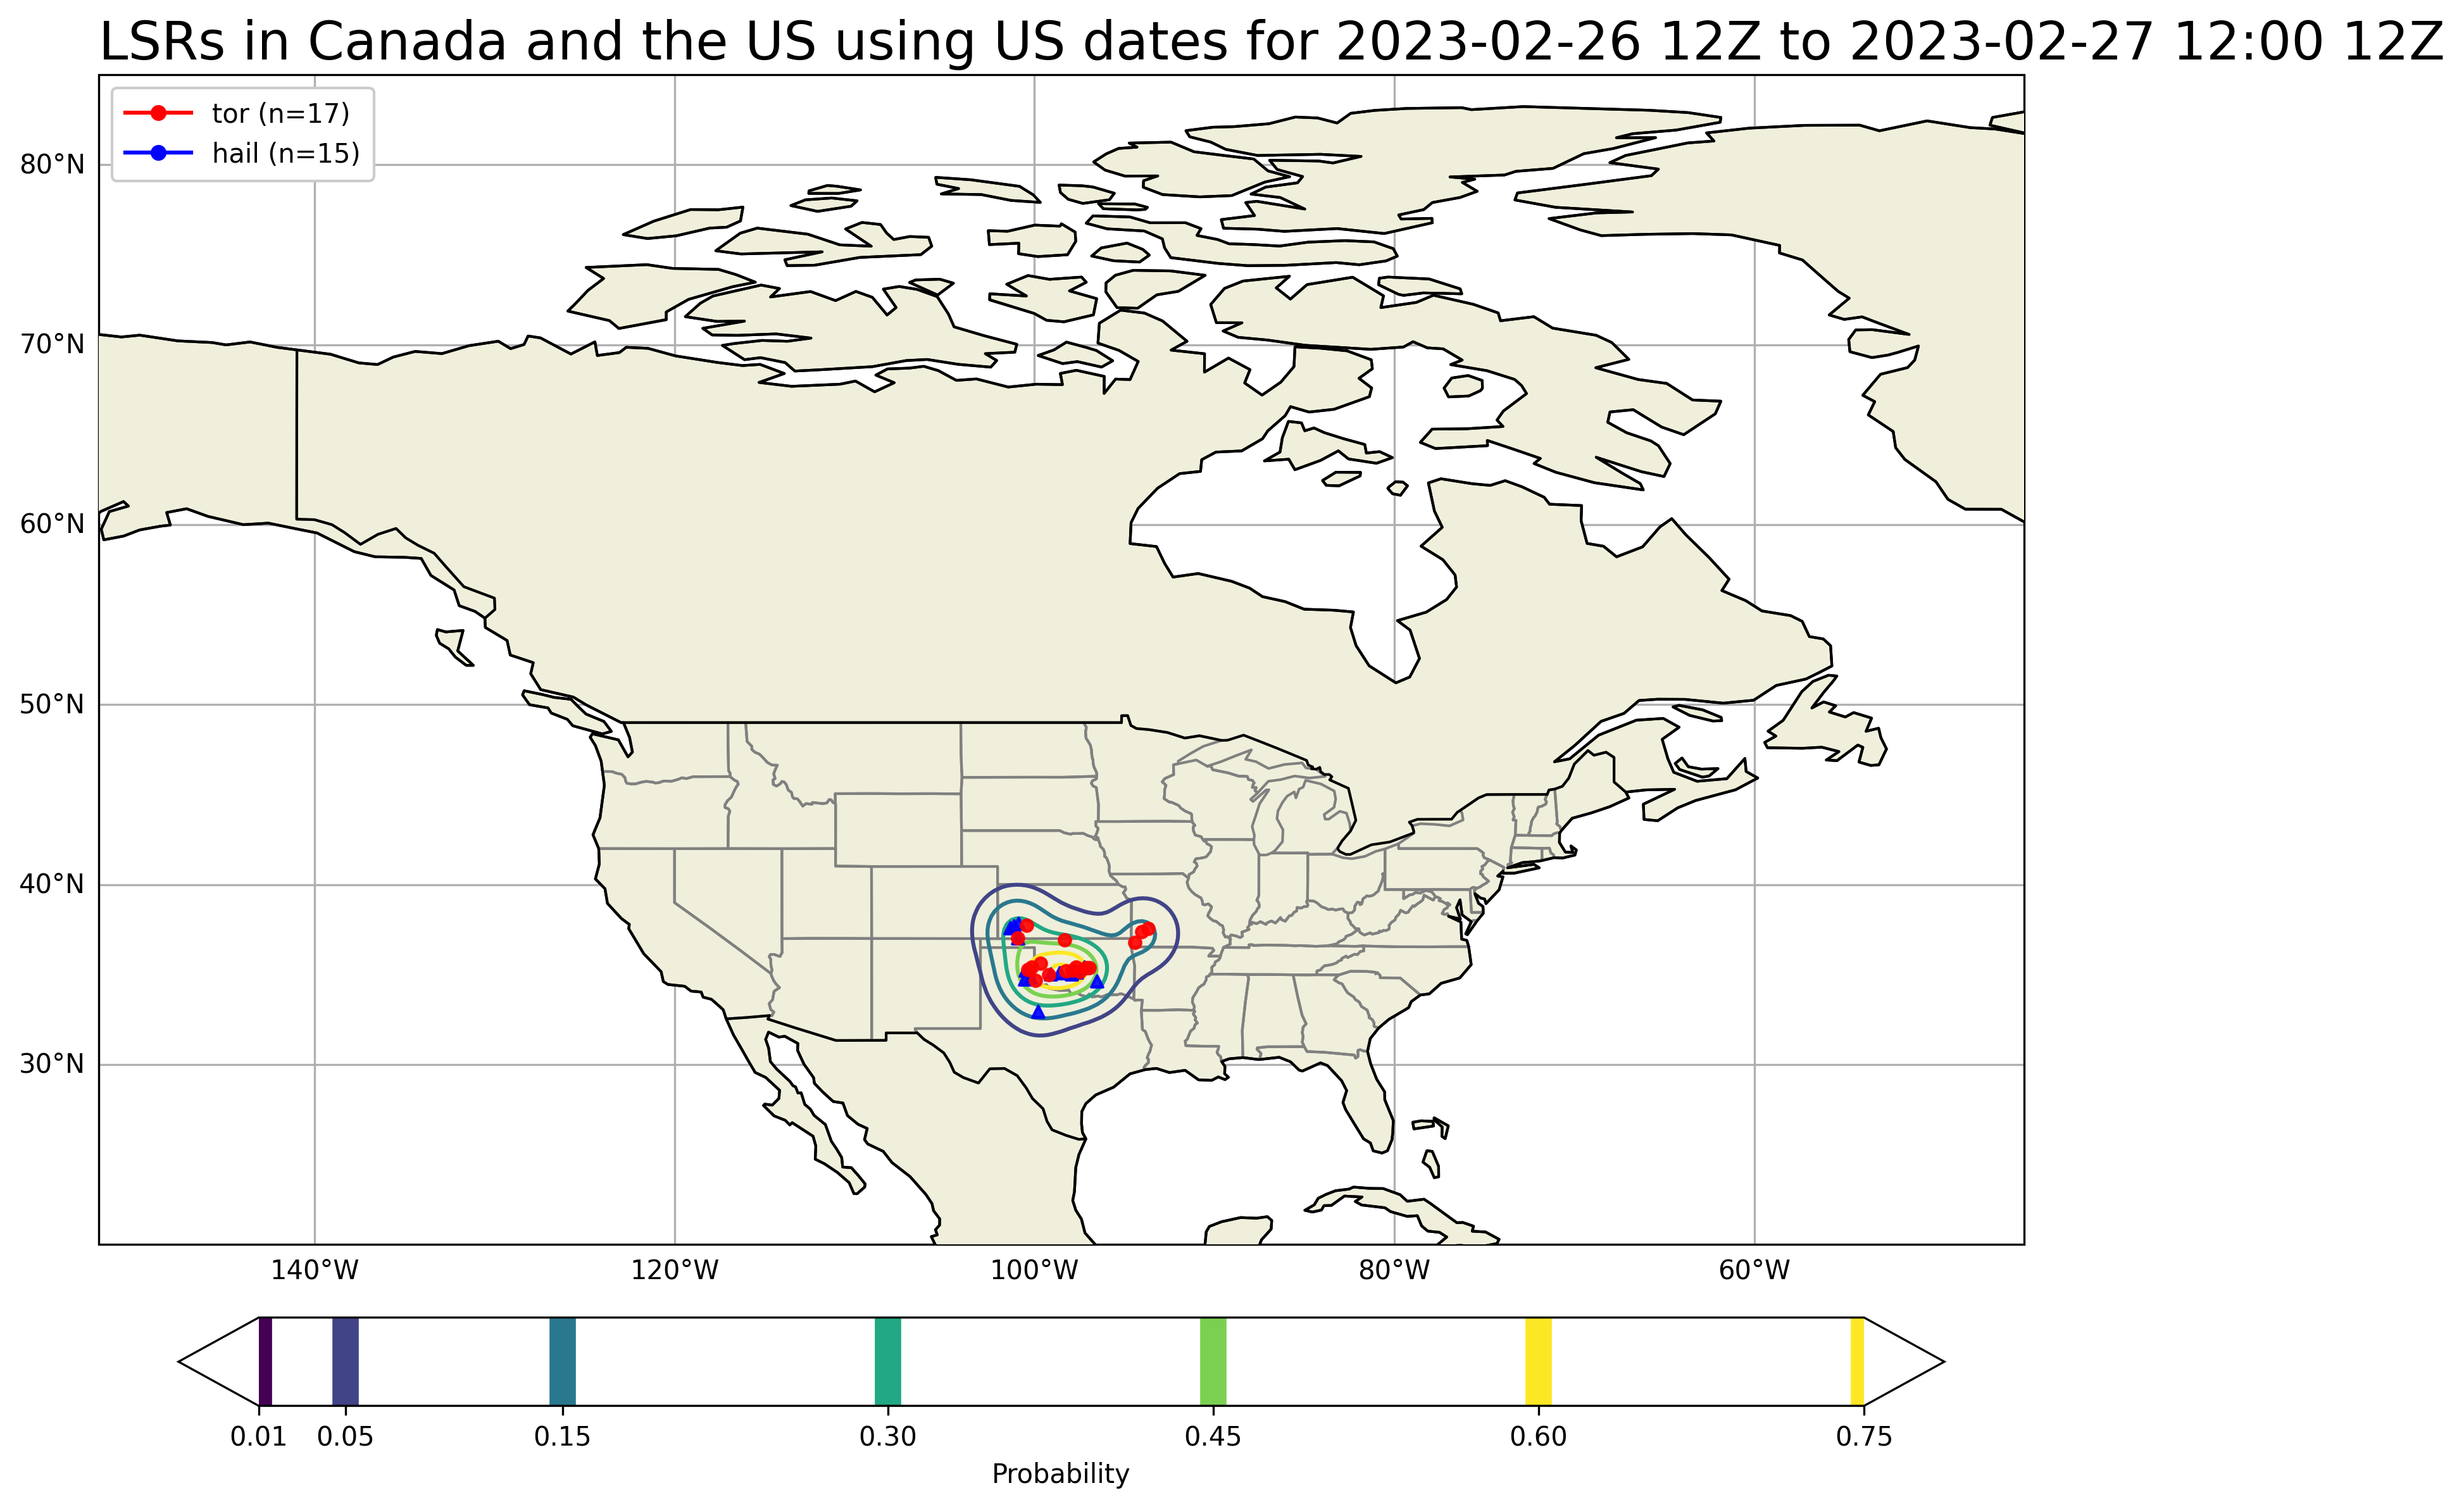 LSRs in Canada and the US using US dates for 2023-02-26 12Z to 2023-02-27 12:00 12Z
tor (n=17)
hail (n=15)
80°N
70°N
60°N
50°N
40°N
30°N
140°W 120°W 100°W 80°W 60°W
0.01 0.05 0.15 0.30 0.45 0.60 0.75
Probability